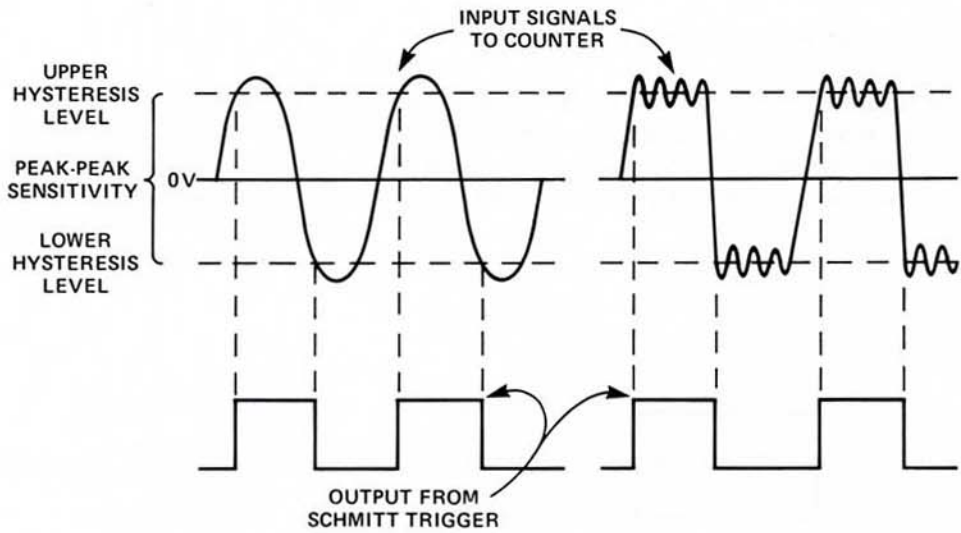 INPUT SIGNALS
TO COUNTER
UPPER
HYSTERESIS
LEVEL
PEAK-PEAK
SENSITIVITY
0V
LOWER
HYSTERESIS
LEVEL
OUTPUT FROM
SCHMITT TRIGGER